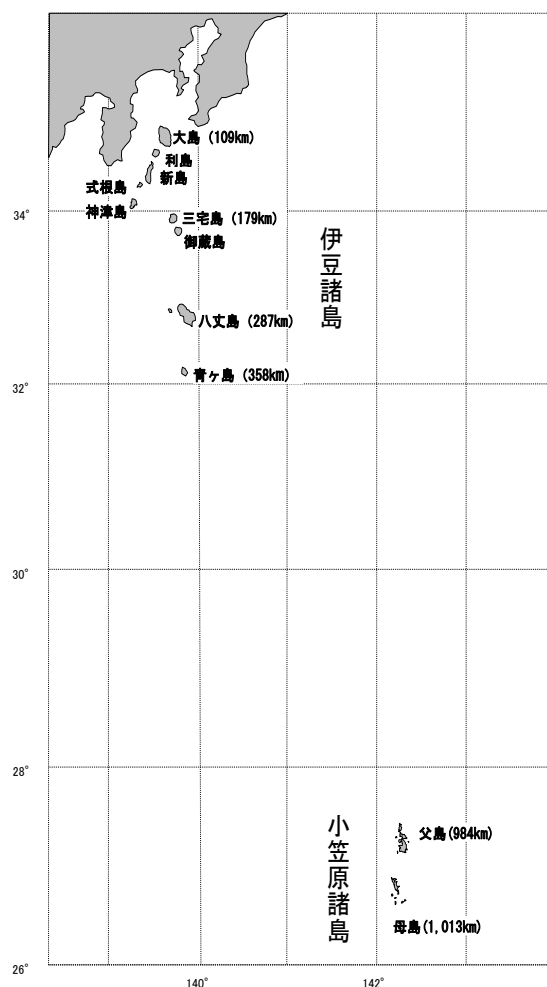 大島 (109km)
利島
新島
式根島
神津島
34°
三宅島 (179km)
御蔵島
伊豆諸島
八丈島 (287km)
青ヶ島 (358km)
32°
30°
28°
小笠原諸島
父島(984km)
母島(1,013km)
26°
140°
142°